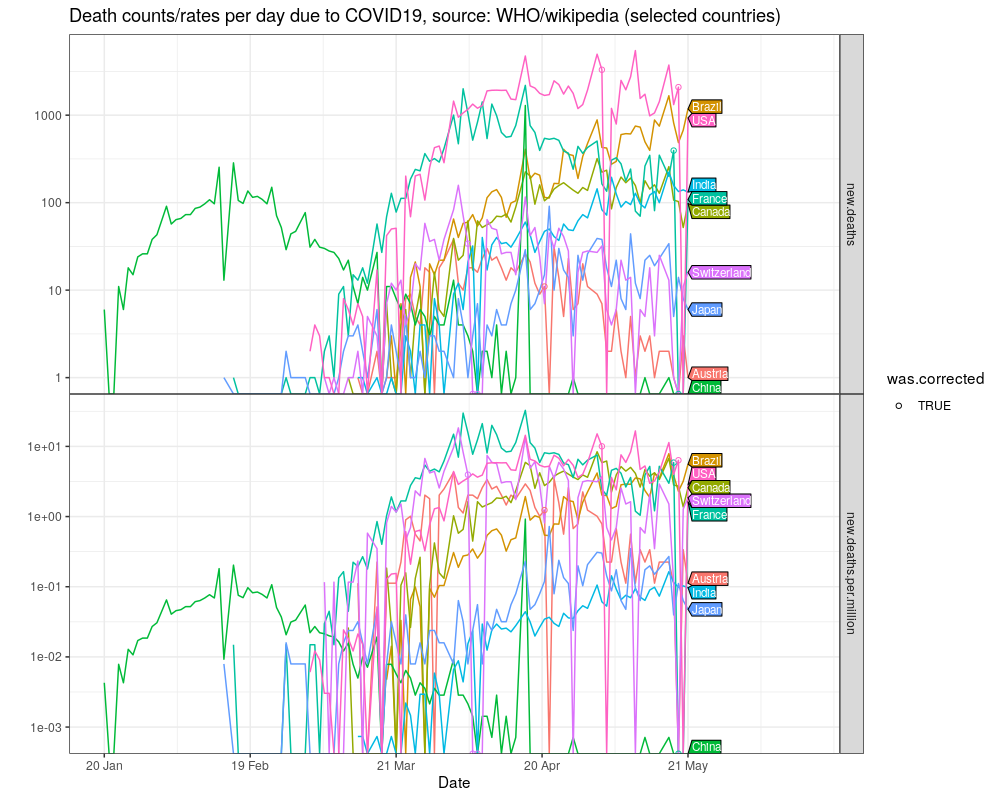 Death counts/rates per day due to COVID19, source: WHO/wikipedia (selected countries)
1000
100
10
1
Brazil
USA
India
France
Canada
Switzerland
Japan
Austria
China
new.deaths
1e+01
1e+00
1e-01
1e-02
1e-03
Brazil
USA
Canada
Switzerland
France
Austria
India
Japan
China
new.deaths.per.million
20 Jan
19 Feb
21 Mar
20 Apr
21 May
Date
was.corrected
TRUE